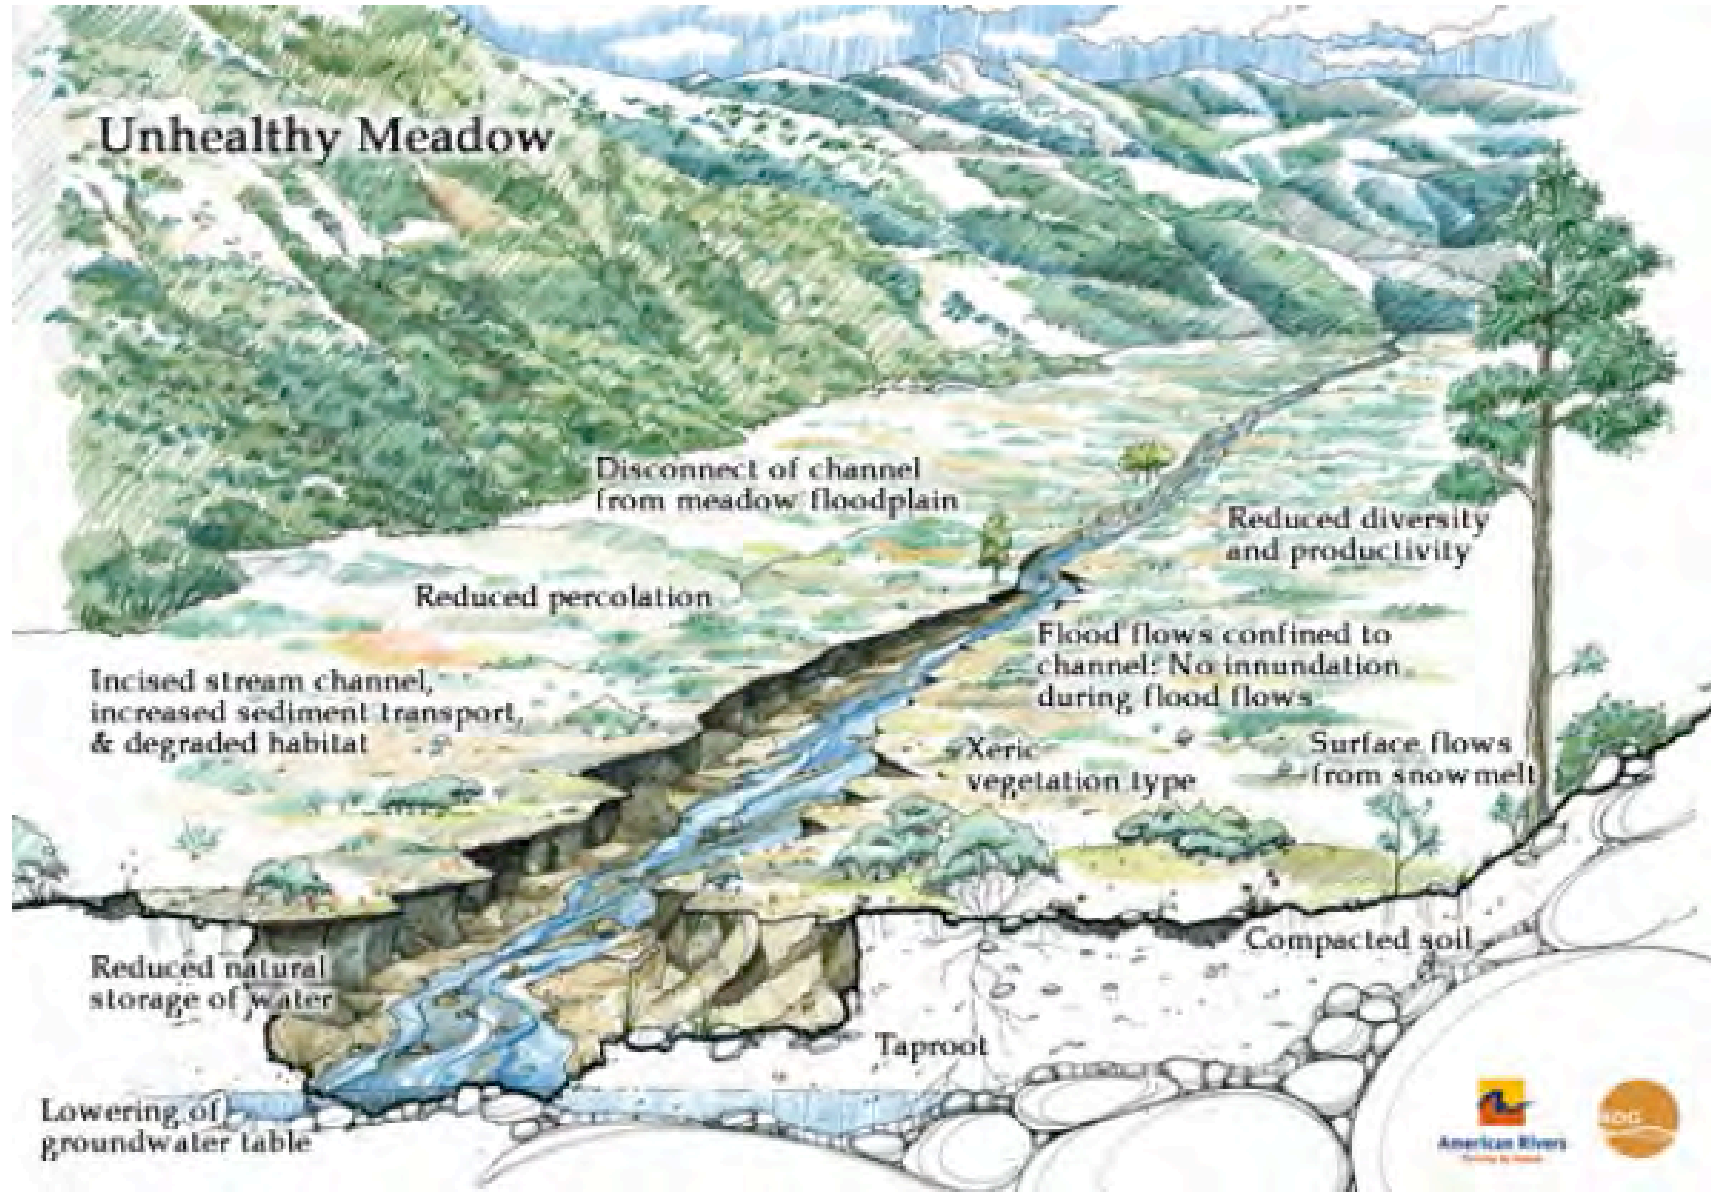 Unhealthy Meadow
Disconnect of channel
from meadow floodplain
Reduced diversity
and productivity
Reduced percolation
Flood flows confined to
channel: No innundation
during flood flows
Incised stream channel,
increased sediment transport,
& degraded habitat
Xeric
vegetation type
Surface flows
from snowmelt
Compacted soil
Reduced natural
storage of water
Taproot
Lowering of
groundwater table
American Rivers